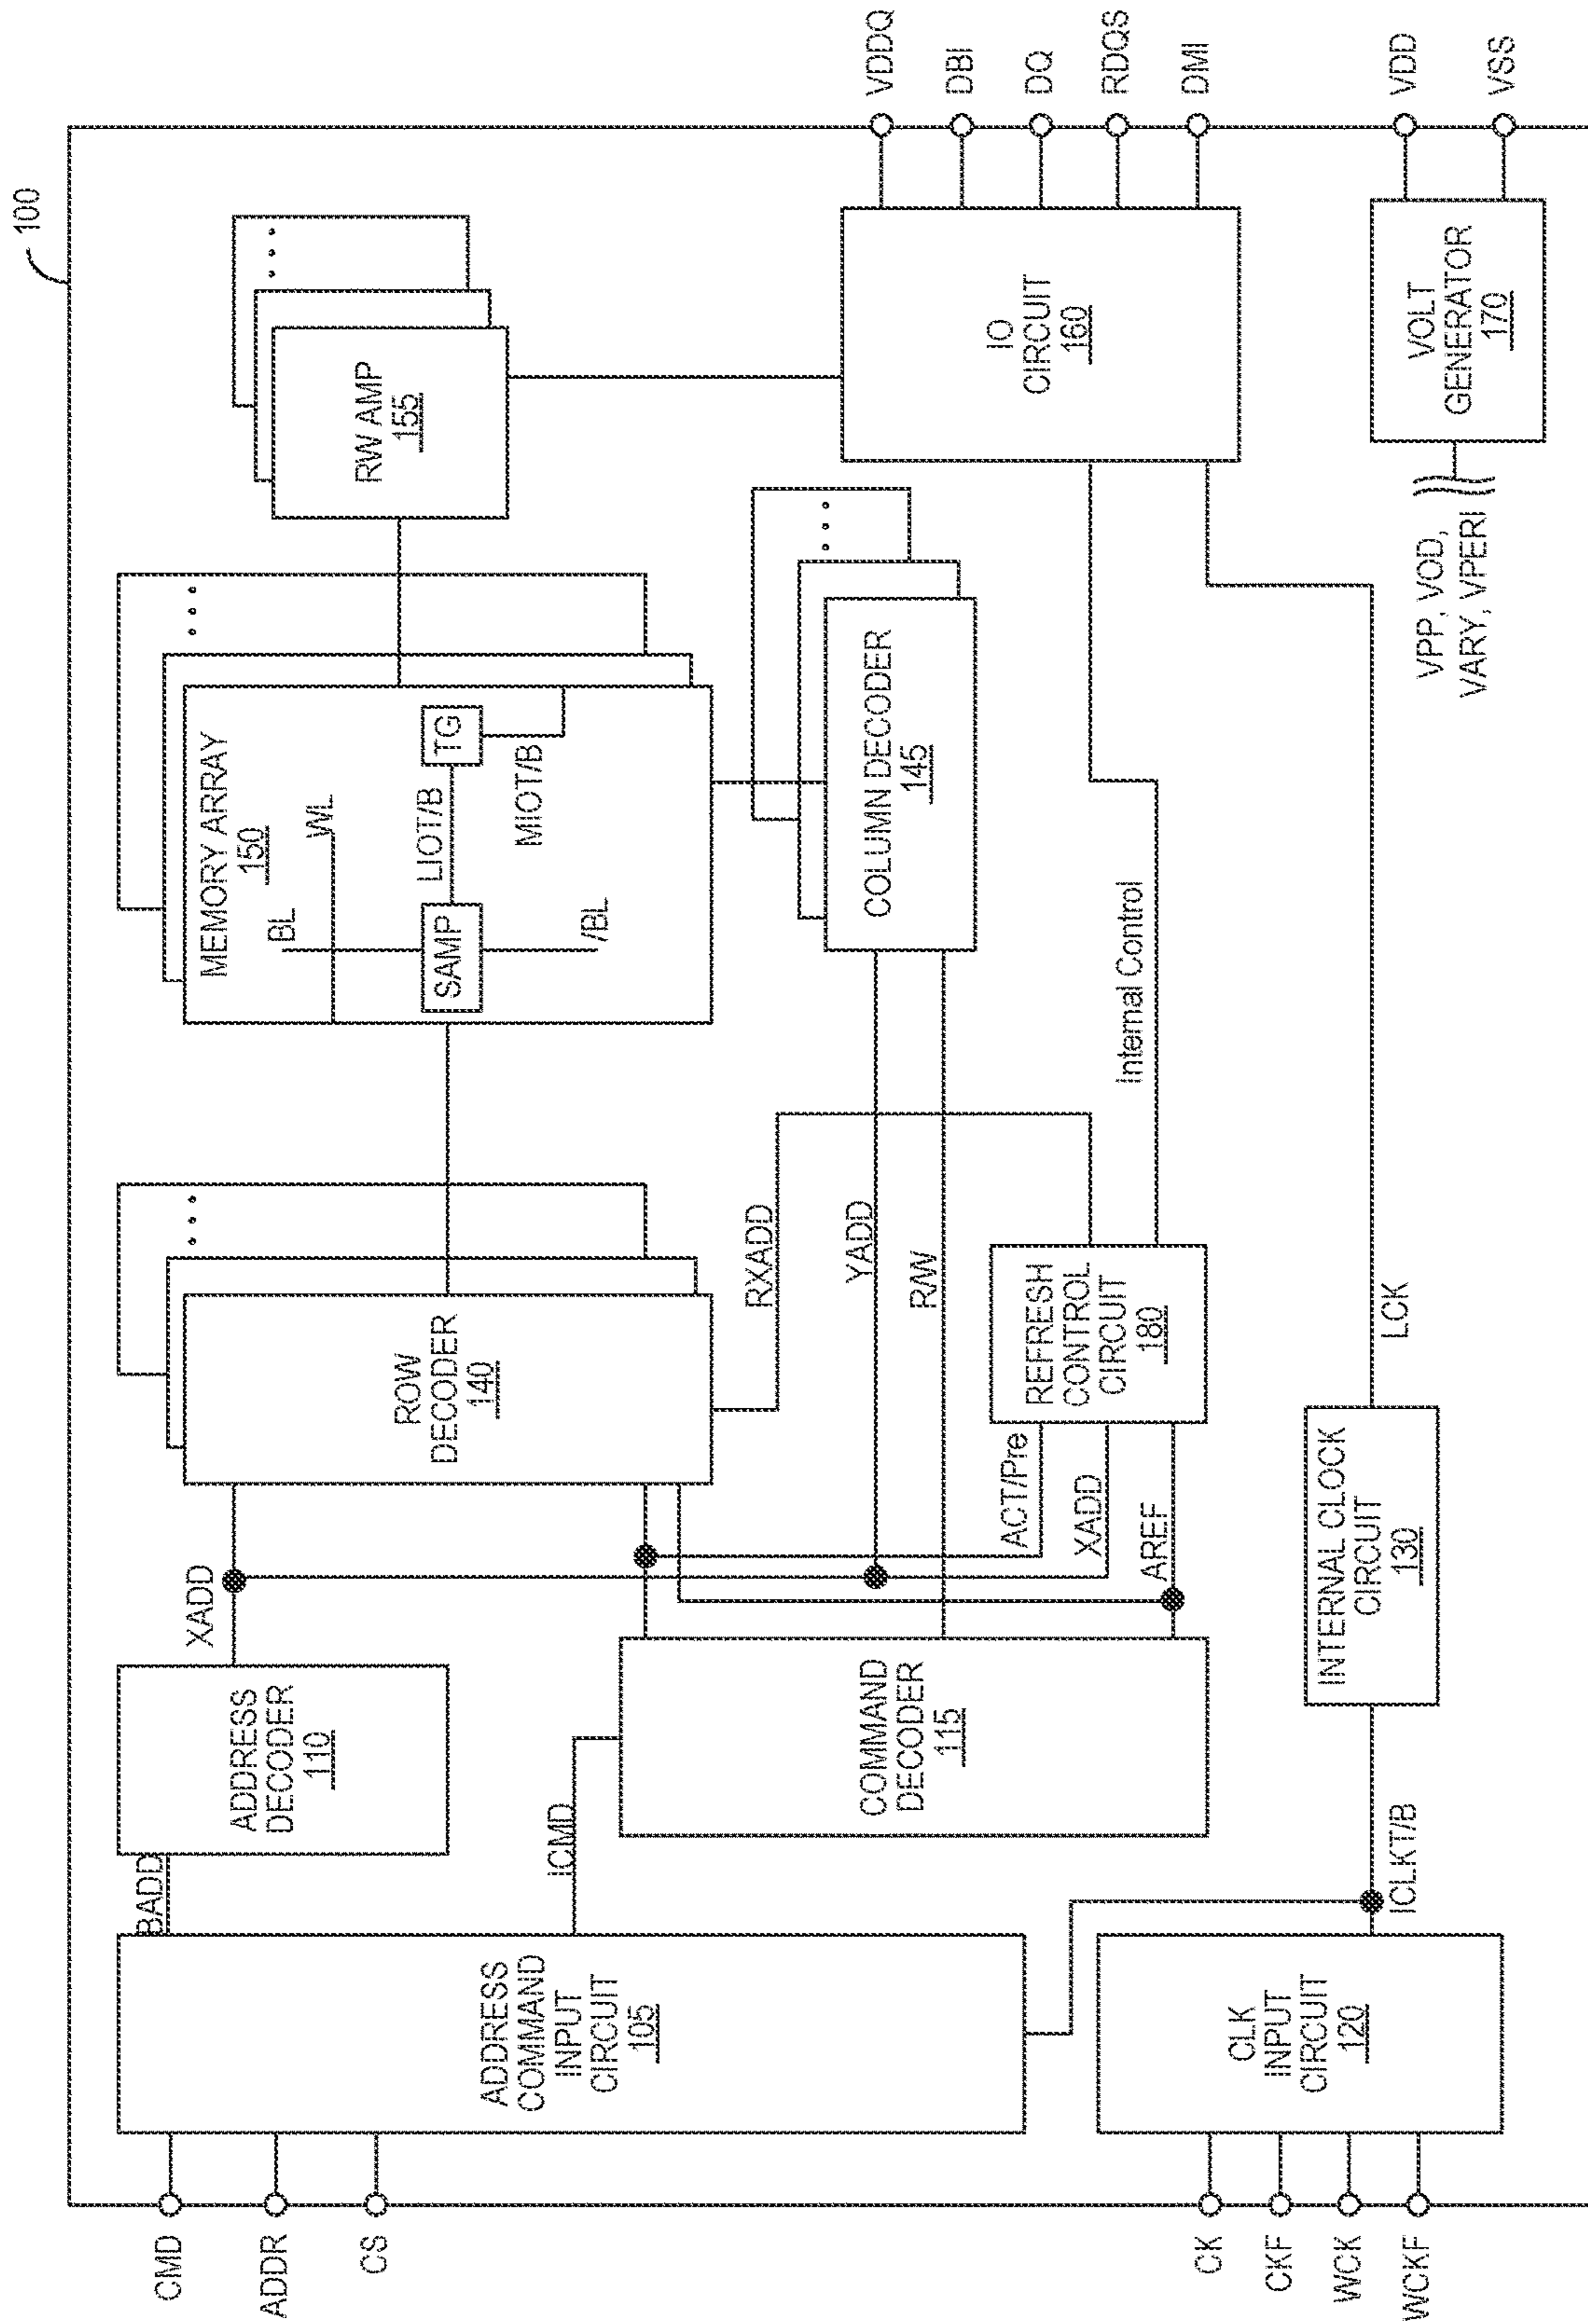 100
CMD
ADDR
CS
CK
CKF
WCK
WCKF
ADDRESS
COMMAND
INPUT
CIRCUIT
105
CLK
INPUT
CIRCUIT
120
BADD
ICMD
ICLKT/B
ADDRESS
DECODER
110
COMMAND
DECODER
115
INTERNAL CLOCK
CIRCUIT
130
XADD
ACT/Pre
XADD
AREF
LCK
ROW
DECODER
140
RXADD
YADD
R/W
REFRESH
CONTROL
CIRCUIT
180
Internal Control
MEMORY ARRAY
150
BL
WL
SAMP
/BL
LIOT/B
TG
MIOT/B
COLUMN DECODER
145
RW AMP
155
IO
CIRCUIT
160
VPP, VOD,
VARY, VPERI
VOLT
GENERATOR
170
VDDQ
DBI
DQ
RDQS
DMI
VDD
VSS